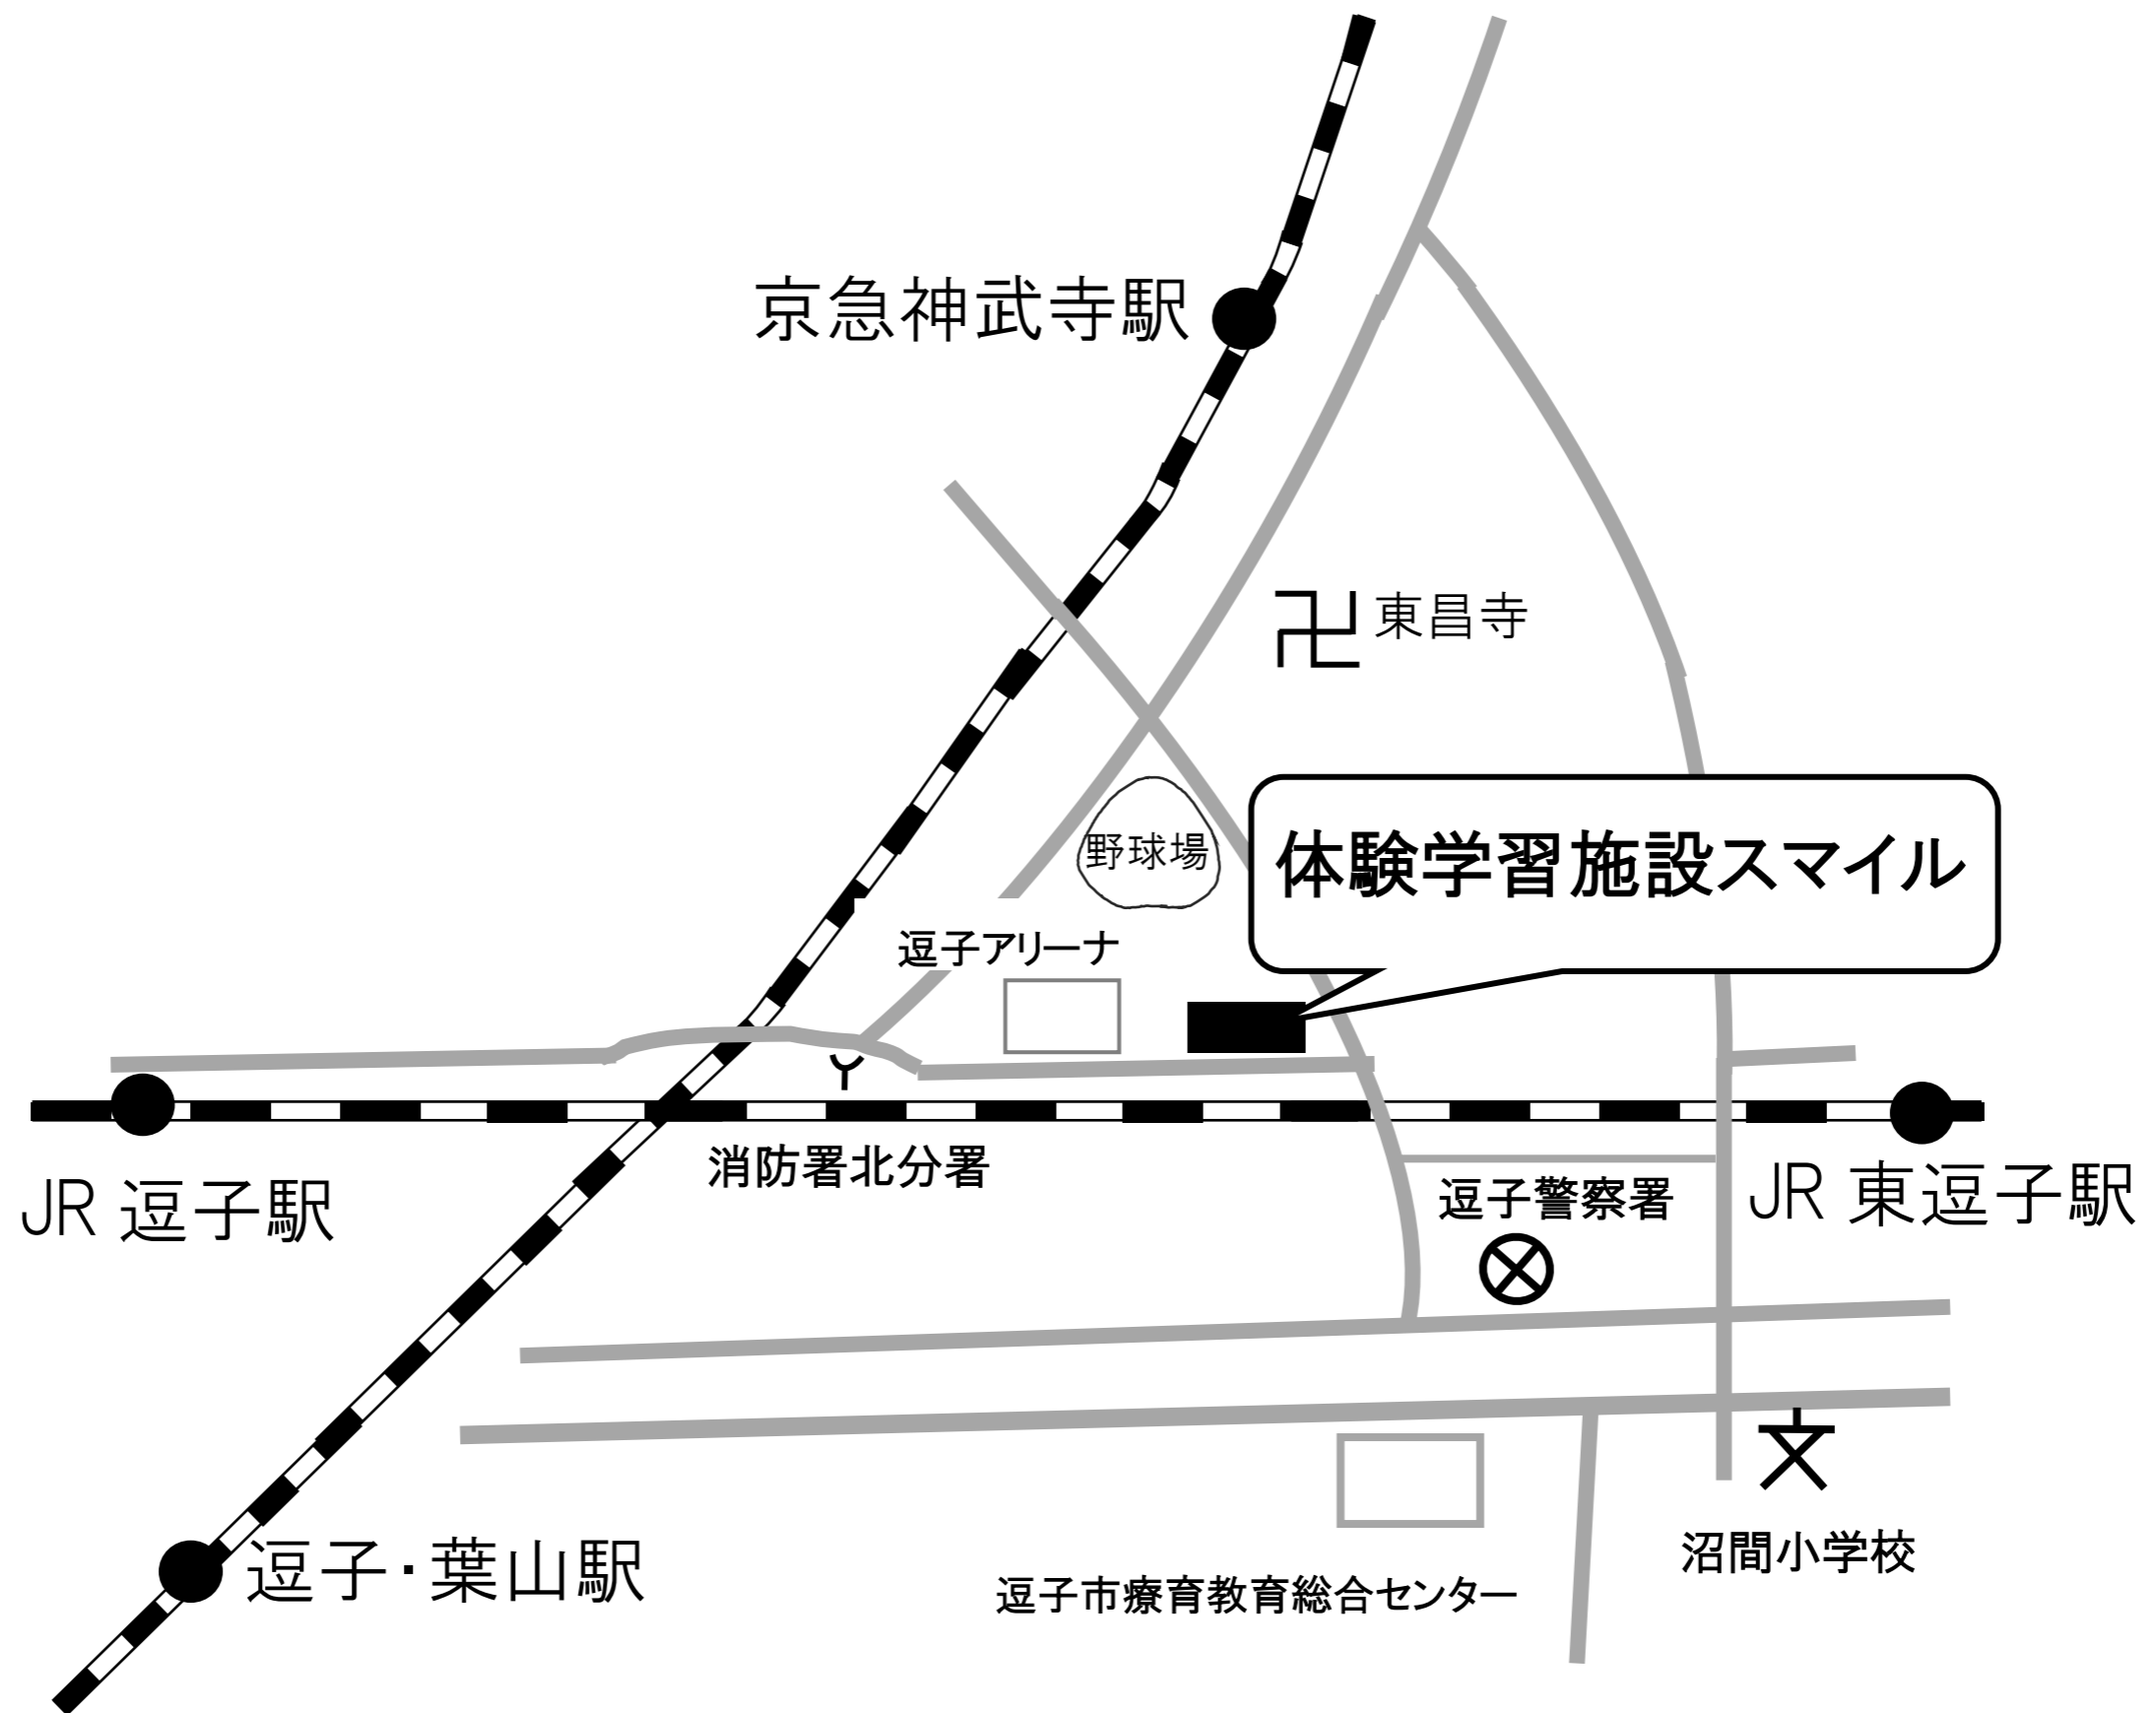 京急神武寺駅
東昌寺
野球場
体験学習施設スマイル
逗子アリーナ
消防署北分署
JR 逗子駅
逗子警察署
JR 東逗子駅
逗子・葉山駅
沼間小学校
逗子市療育教育総合センター